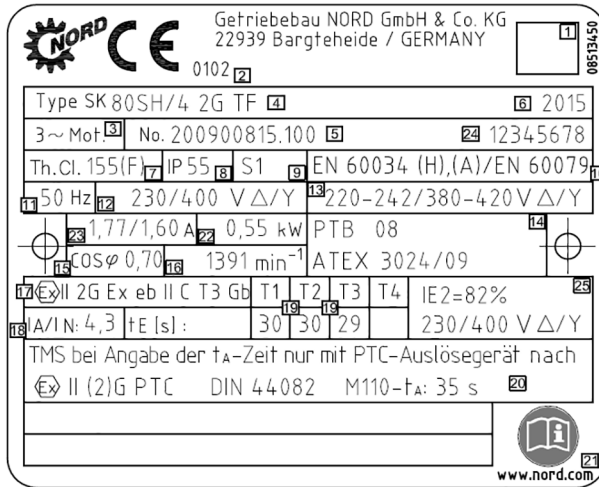 NORD CE Getriebebau NORD GmbH & Co. KG 1
22939 Bargteheide / GERMANY
0102 2
08513450
Type SK 80SH/4 2G TF 4 6 2015
3~ Mot. 3 No. 200900815.100 5 24 12345678
Th.Cl. 155(F) 7 IP 55 8 S1 9 EN 60034 (H),(A)/EN 60079
11 50 Hz 12 230/400 V △/Y 13 220-242/380-420V △/Y
23 1,77/1,60 A 22 0,55 kW PTB 08 14
15 cosφ 0,70 16 1391 min⁻¹ ATEX 3024/09
17 Ex II 2G Ex eb II C T3 Gb T1 T2 T3 T4 IE2=82% 25
19 19
18 IA/IN: 4,3 tE [s] : 30 30 29 230/400 V △/Y
TMS bei Angabe der tA-Zeit nur mit PTC-Auslösegerät nach
Ex II (2)G PTC DIN 44082 M110-tA: 35 s 20
21
www.nord.com